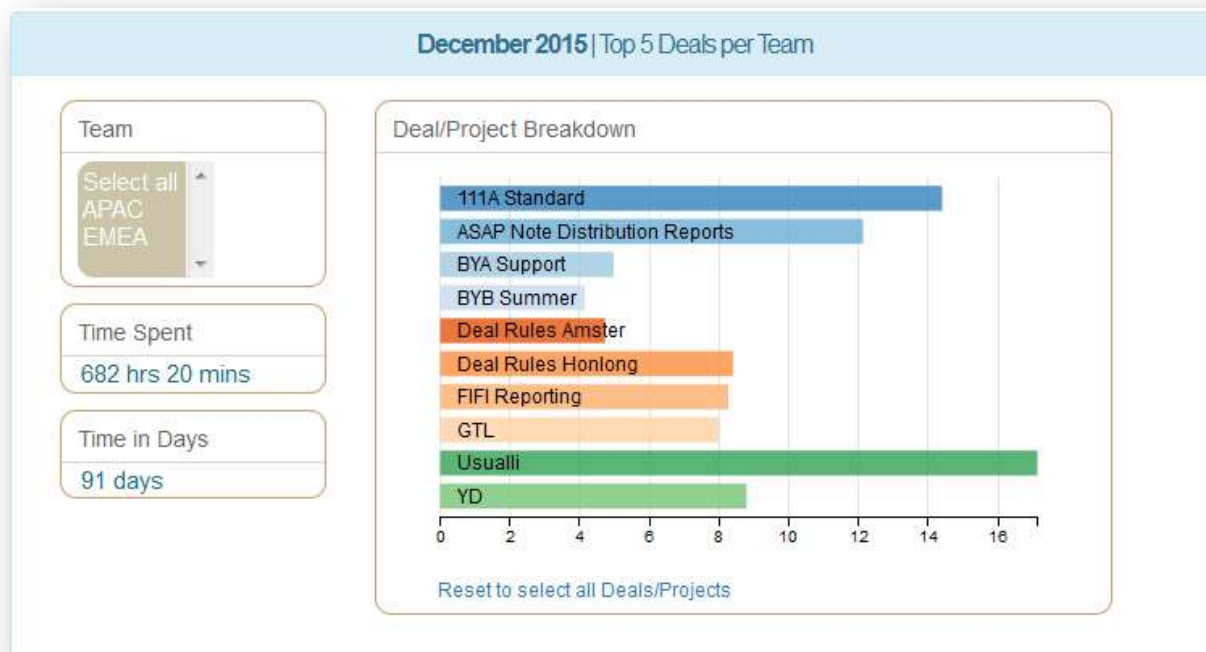 December 2015 | Top 5 Deals per Team
Team
Select all
APAC
EMEA
Time Spent
682 hrs 20 mins
Time in Days
91 days
Deal/Project Breakdown
111A Standard
ASAP Note Distribution Reports
BYA Support
BYB Summer
Deal Rules Amster
Deal Rules Honlong
FIFI Reporting
GTL
Usualli
YD
0 2 4 6 8 10 12 14 16
Reset to select all Deals/Projects